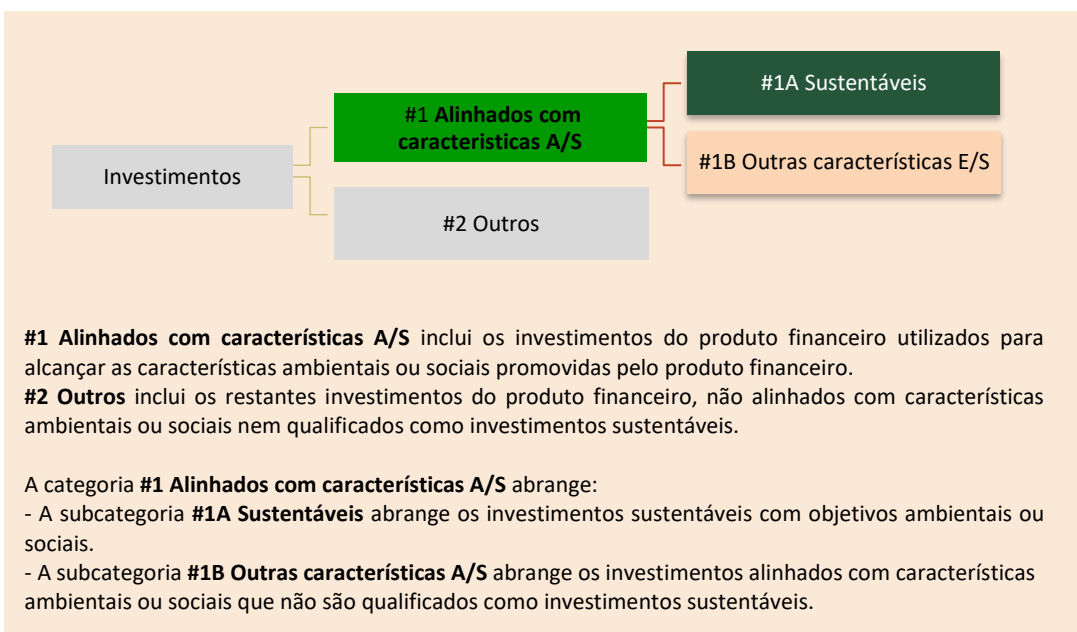 #1A Sustentáveis
#1 Alinhados com
caracteristicas A/S
#1B Outras características E/S
Investimentos
#2 Outros
#1 Alinhados com características A/S inclui os investimentos do produto financeiro utilizados para
alcançar as características ambientais ou sociais promovidas pelo produto financeiro.
#2 Outros inclui os restantes investimentos do produto financeiro, não alinhados com características
ambientais ou sociais nem qualificados como investimentos sustentáveis.
A categoria #1 Alinhados com características A/S abrange:
- A subcategoria #1A Sustentáveis abrange os investimentos sustentáveis com objetivos ambientais ou
sociais.
- A subcategoria #1B Outras características A/S abrange os investimentos alinhados com características
ambientais ou sociais que não são qualificados como investimentos sustentáveis.